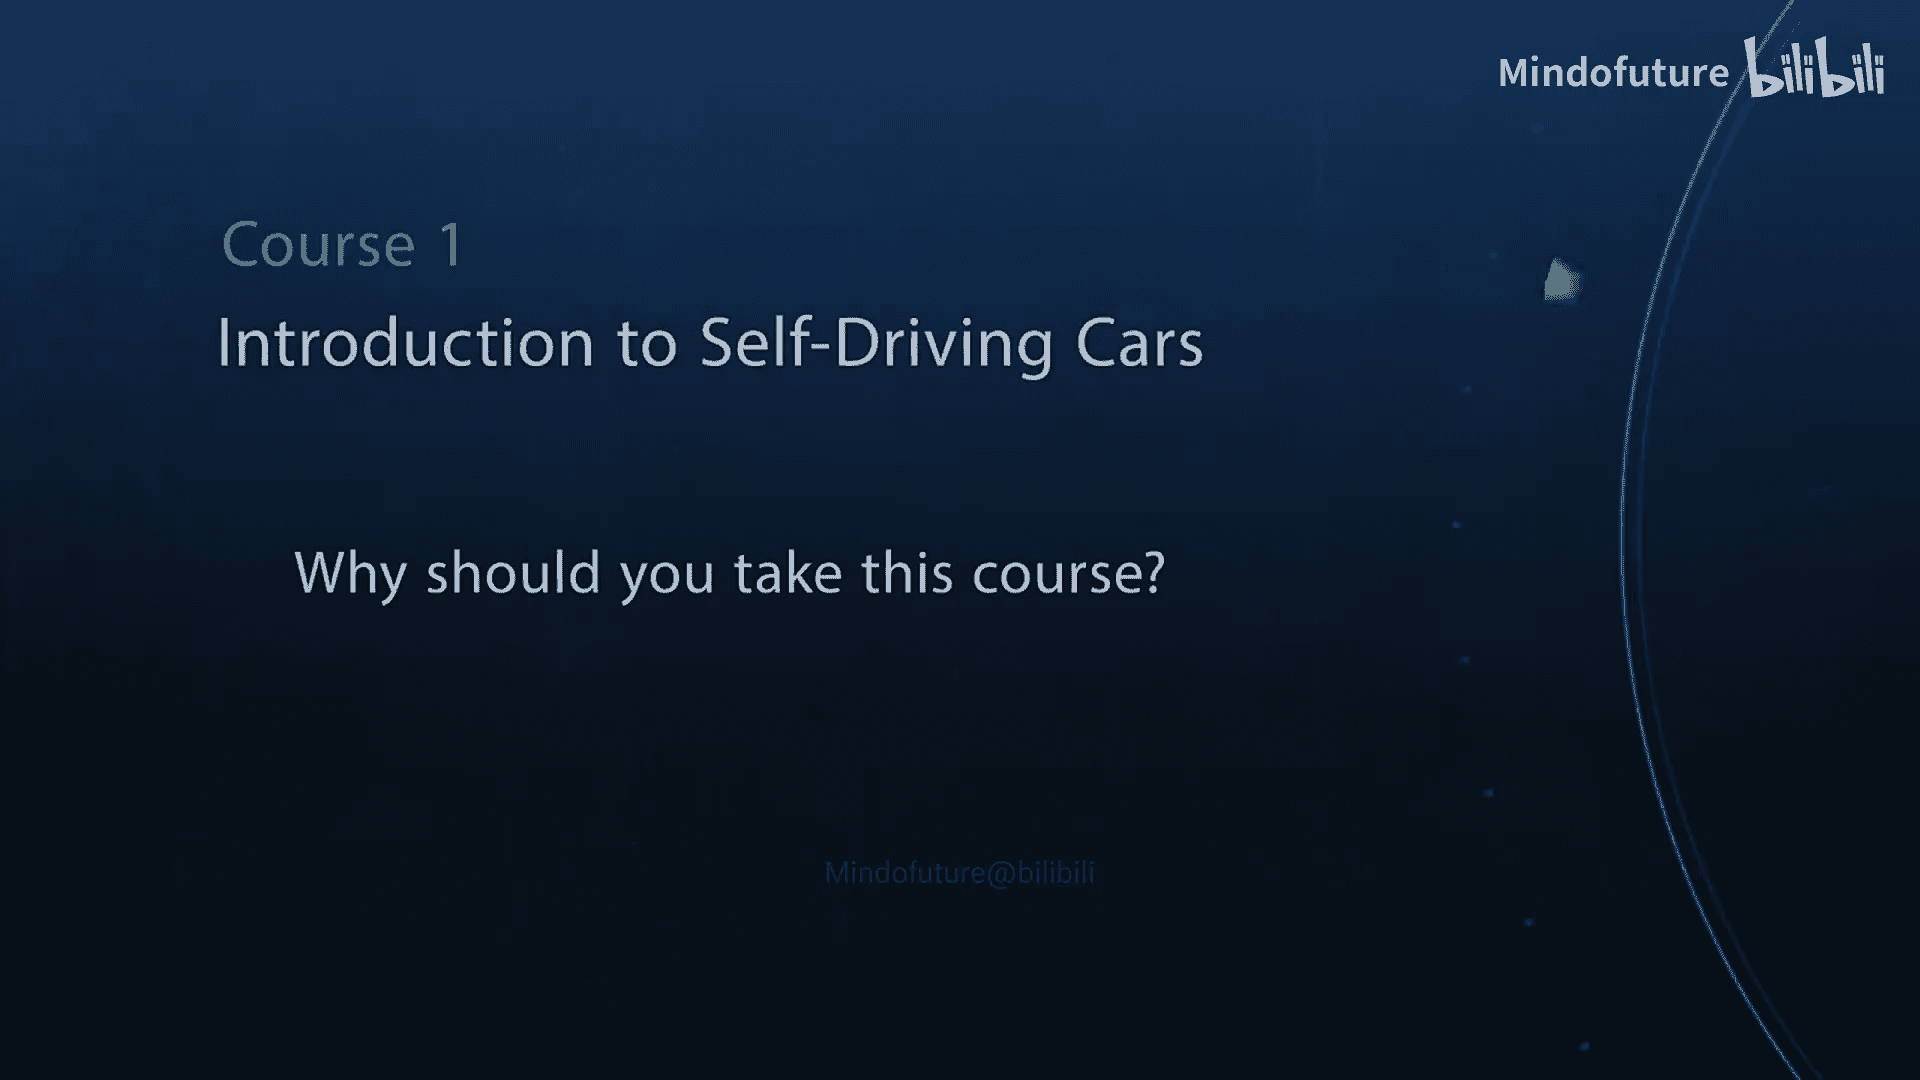 Mindofuture bilibili
Course 1
Introduction to Self-Driving Cars
Why should you take this course?
Mindofuture@bilibili